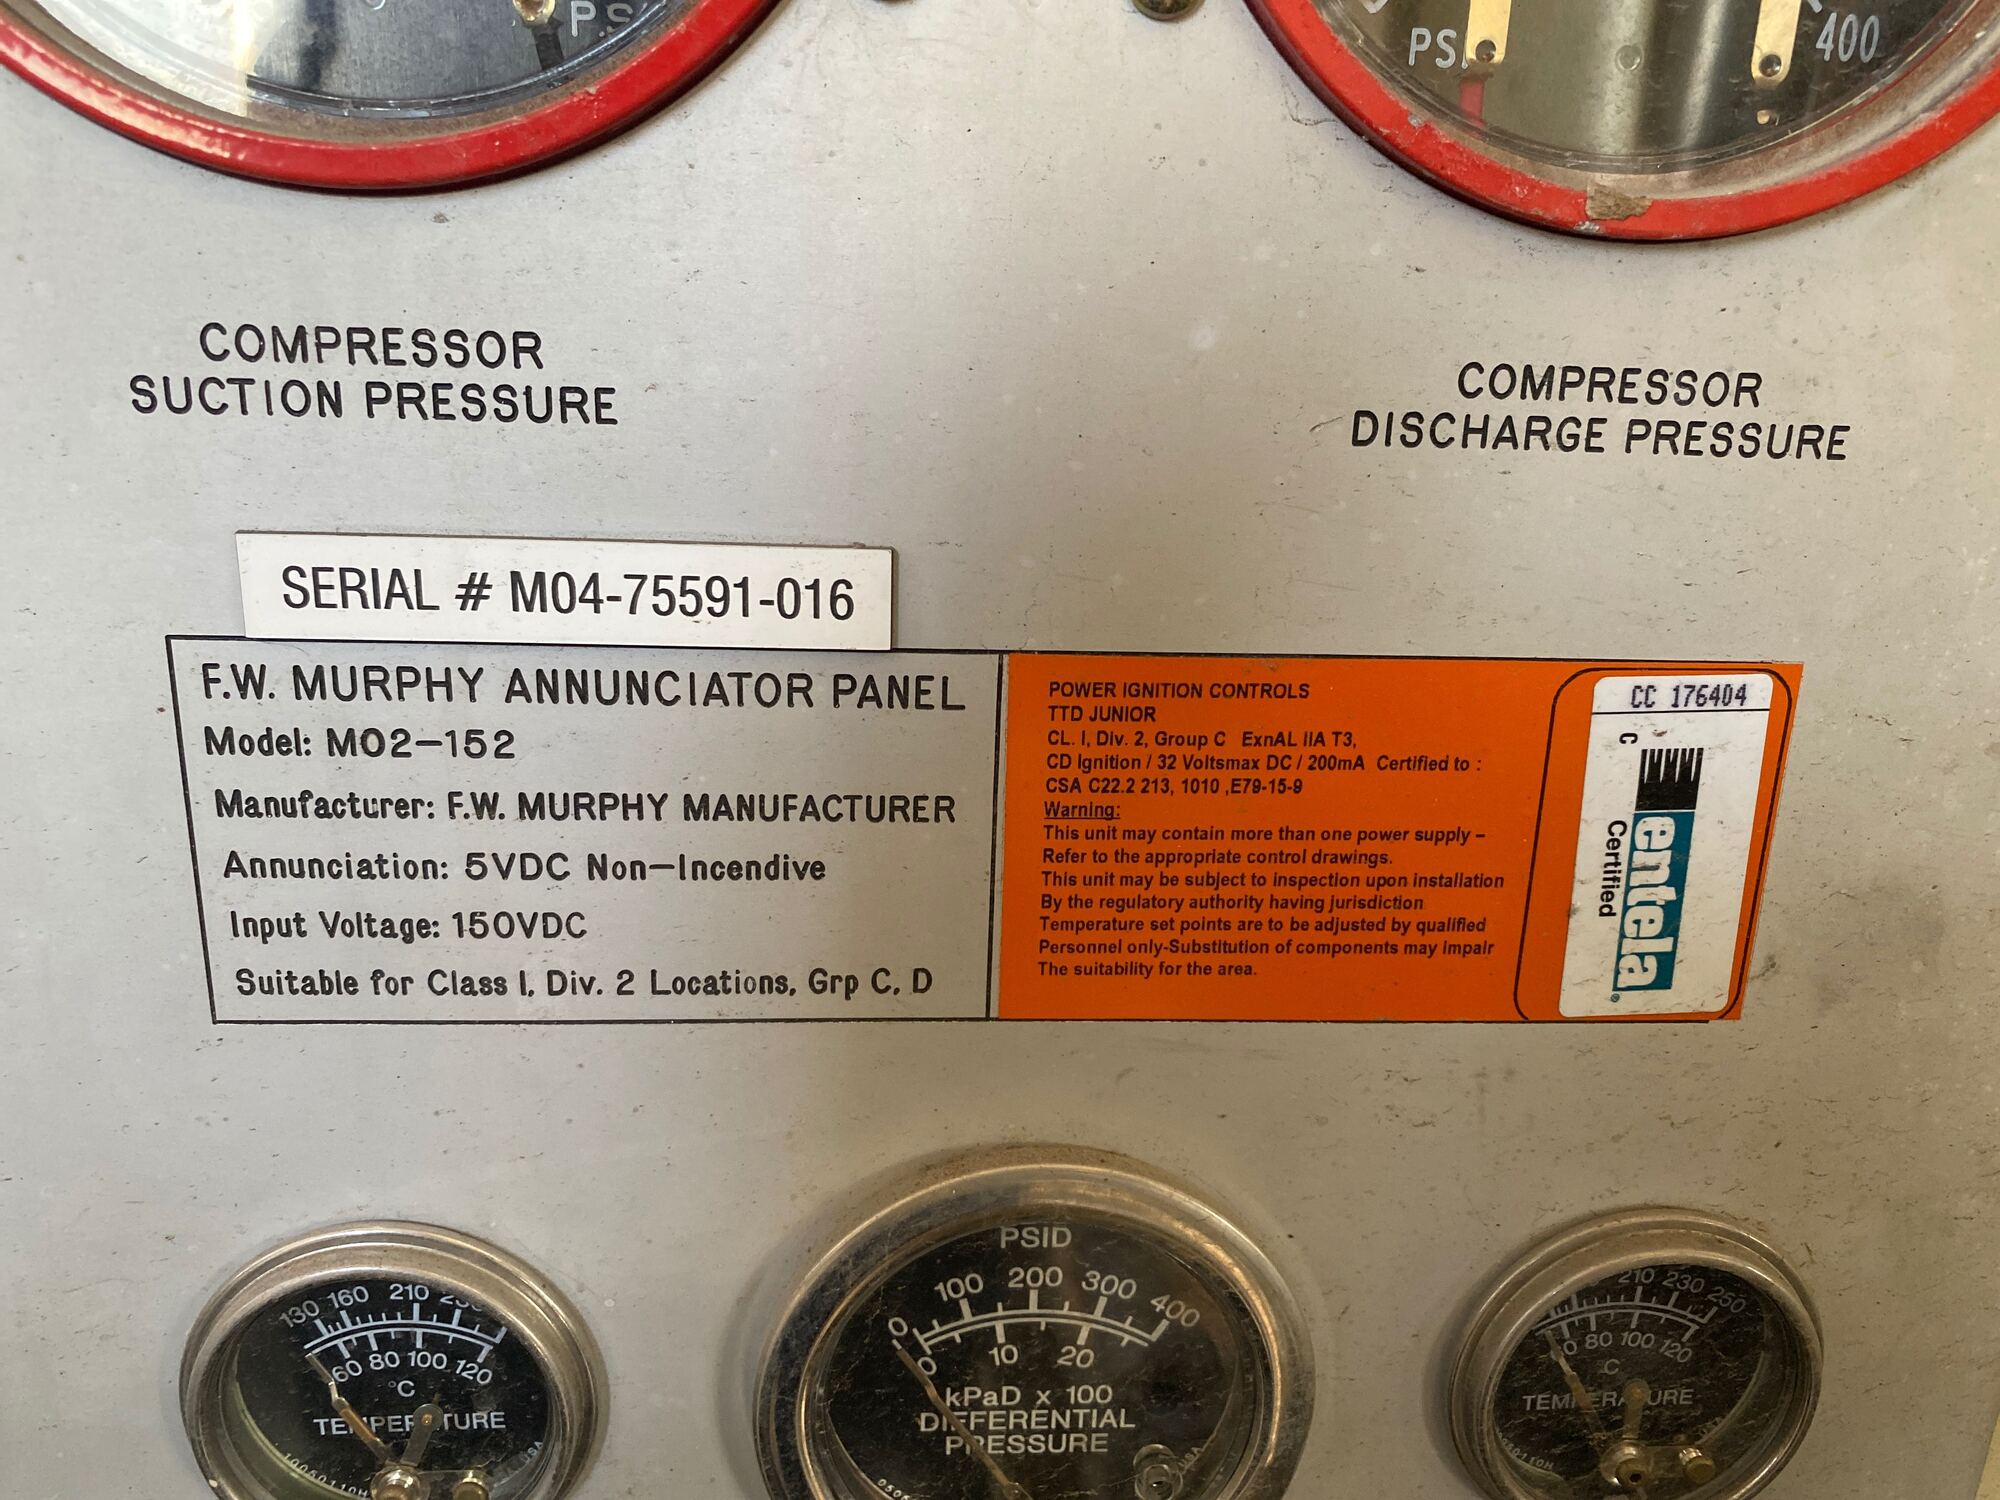 PSI
400
COMPRESSOR
SUCTION PRESSURE
COMPRESSOR
DISCHARGE PRESSURE
SERIAL # M04-75591-016
F.W. MURPHY ANNUNCIATOR PANEL
Model: M02-152
Manufacturer: F.W. MURPHY MANUFACTURER
Annunciation: 5VDC Non-Incendive
Input Voltage: 150VDC
Suitable for Class I, Div. 2 Locations, Grp C, D
POWER IGNITION CONTROLS
TTD JUNIOR
CL. I, Div. 2, Group C ExnAL IIA T3,
CD Ignition / 32 Voltsmax DC / 200mA Certified to :
CSA C22.2 213, 1010 ,E79-15-9
Warning:
This unit may contain more than one power supply –
Refer to the appropriate control drawings.
This unit may be subject to inspection upon installation
By the regulatory authority having jurisdiction
Temperature set points are to be adjusted by qualified
Personnel only-Substitution of components may impair
The suitability for the area.
CC 176404
C
entela®
Certified
130 160 210
60 80 100 120
°C
TEMPERATURE
USA
PSID
0 100 200 300 400
0 10 20
kPaD x 100
DIFFERENTIAL
PRESSURE
USA
210 230 250
80 100 120
C
TEMPERATURE